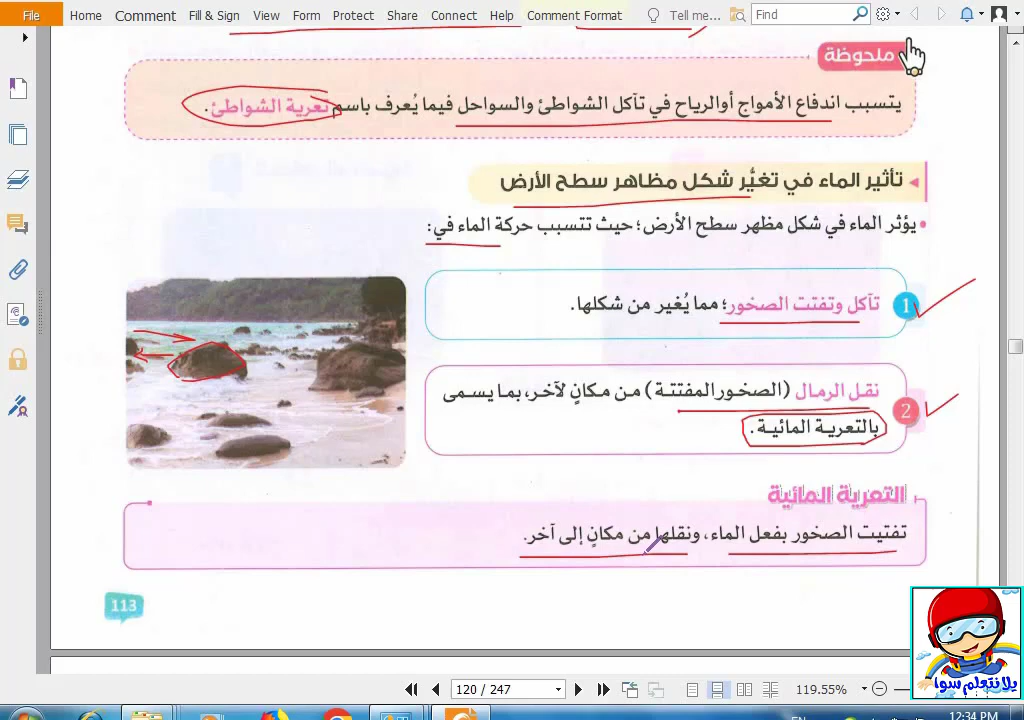 File Home Comment Fill & Sign View Form Protect Share Connect Help Comment Format Tell me... Find
ملحوظة
يتسبب اندفاع الأمواج أوالرياح في تآكل الشواطئ والسواحل فيما يُعرف باسم تعرية الشواطئ.
تأثير الماء في تغيُّر شكل مظاهر سطح الأرض
يؤثر الماء في شكل مظهر سطح الأرض؛ حيث تتسبب حركة الماء في:
1 تآكل وتفتت الصخور؛ مما يُغير من شكلها.
2 نقل الرمال (الصخور المفتتة) من مكانٍ لآخر، بما يسمى
بالتعرية المائية.
التعرية المائية
تفتيت الصخور بفعل الماء، ونقلها من مكانٍ إلى آخر.
113
يلا نتعلم سوا
120 / 247 119.55%
EN 12:34 PM